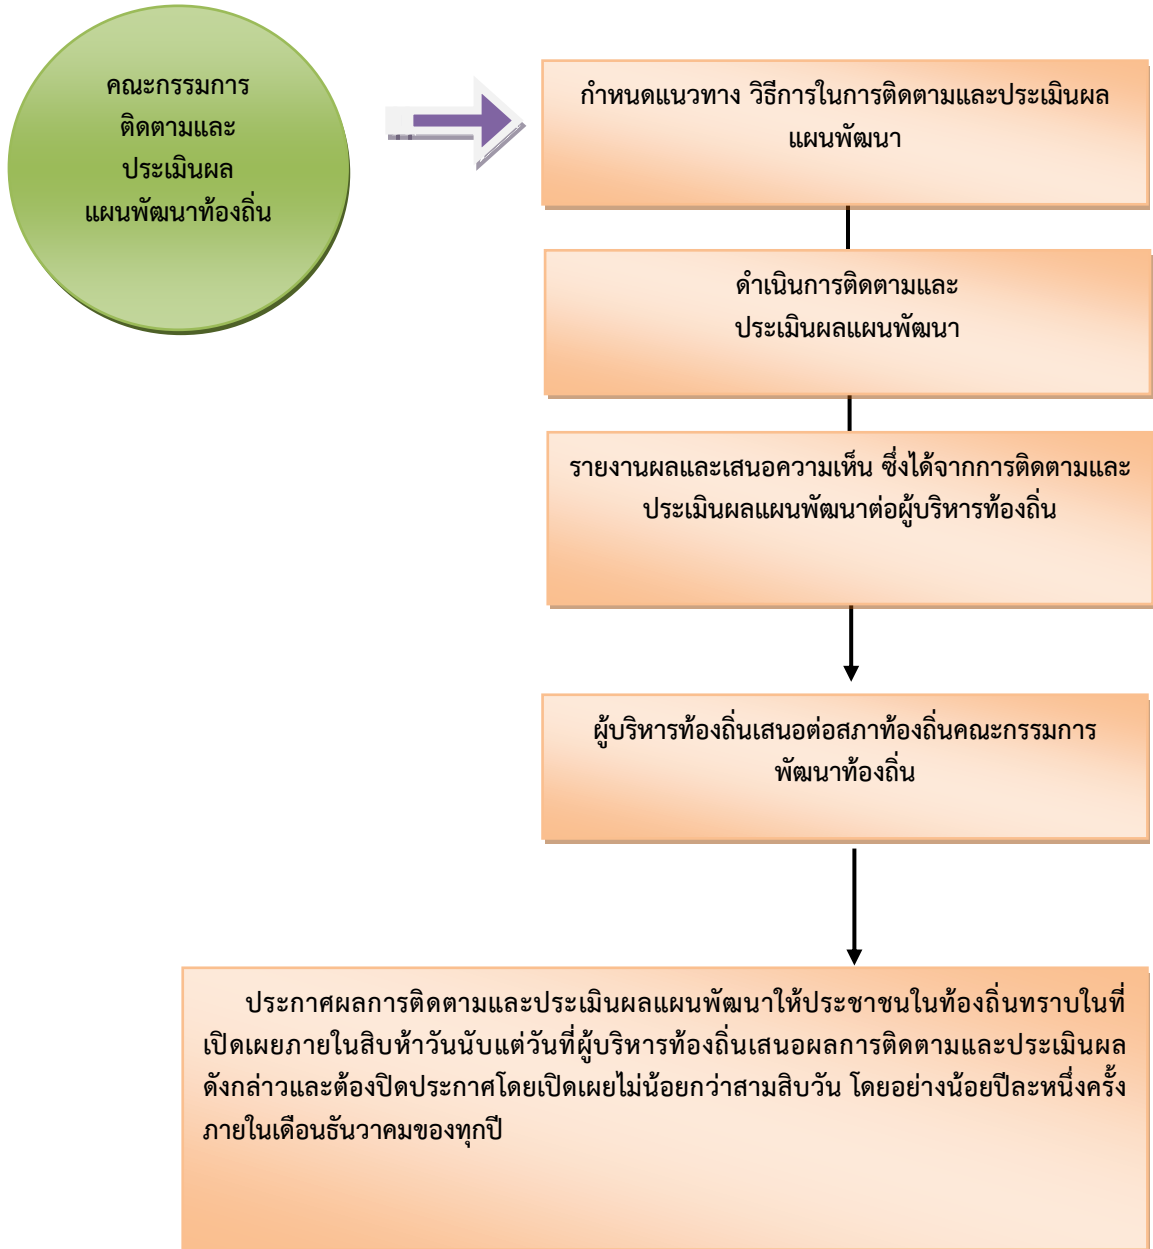 คณะกรรมการ
ติดตามและ
ประเมินผล
แผนพัฒนาท้องถิ่น
กำหนดแนวทาง วิธีการในการติดตามและประเมินผล
แผนพัฒนา
ดำเนินการติดตามและ
ประเมินผลแผนพัฒนา
รายงานผลและเสนอความเห็น ซึ่งได้จากการติดตามและ
ประเมินผลแผนพัฒนาต่อผู้บริหารท้องถิ่น
ผู้บริหารท้องถิ่นเสนอต่อสภาท้องถิ่นคณะกรรมการ
พัฒนาท้องถิ่น
ประกาศผลการติดตามและประเมินผลแผนพัฒนาให้ประชาชนในท้องถิ่นทราบในที่
เปิดเผยภายในสิบห้าวันนับแต่วันที่ผู้บริหารท้องถิ่นเสนอผลการติดตามและประเมินผล
ดังกล่าวและต้องปิดประกาศโดยเปิดเผยไม่น้อยกว่าสามสิบวัน โดยอย่างน้อยปีละหนึ่งครั้ง
ภายในเดือนธันวาคมของทุกปี